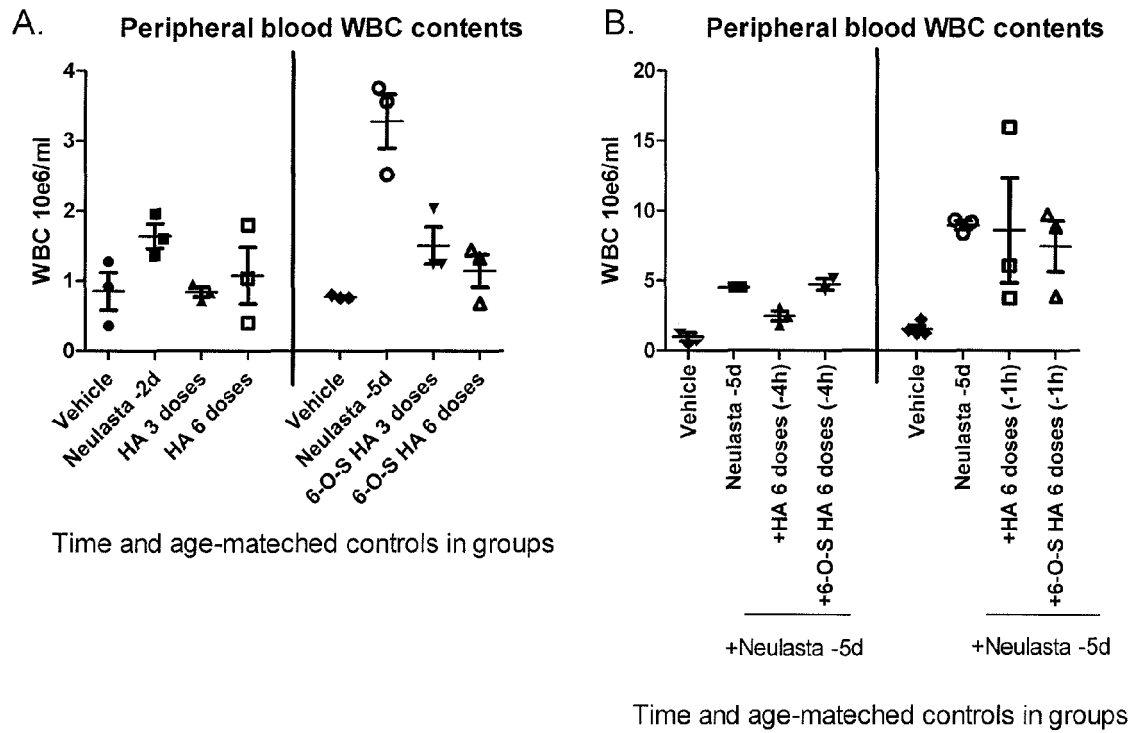 A.
Peripheral blood WBC contents
WBC 10e6/ml
4
3
2
1
0
Vehicle
Neulasta -2d
HA 3 doses
HA 6 doses
Vehicle
Neulasta -5d
6-O-S HA 3 doses
6-O-S HA 6 doses
Time and age-mateched controls in groups
B.
Peripheral blood WBC contents
WBC 10e6/ml
20
15
10
5
0
Vehicle
Neulasta -5d
+HA 6 doses (-4h)
+6-O-S HA 6 doses (-4h)
Vehicle
Neulasta -5d
+HA 6 doses (-1h)
+6-O-S HA 6 doses (-1h)
+Neulasta -5d
+Neulasta -5d
Time and age-mateched controls in groups